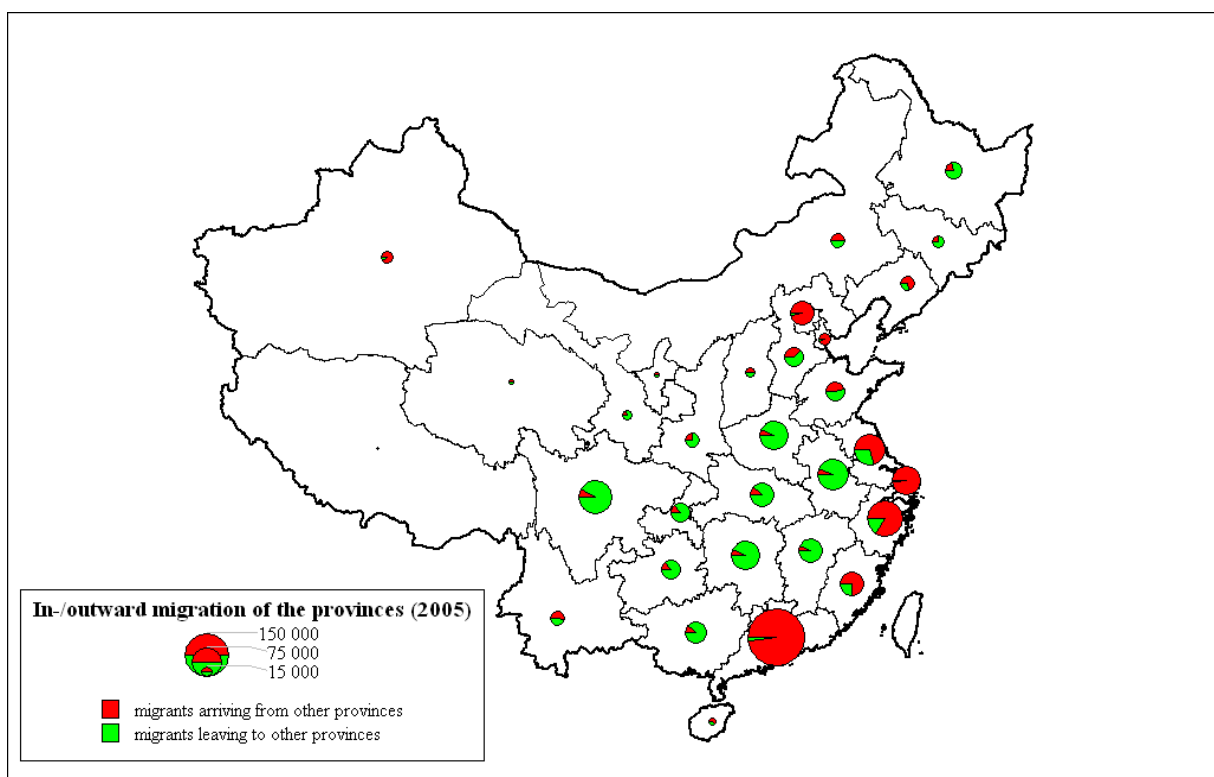 In-/outward migration of the provinces (2005)
150 000
75 000
15 000
migrants arriving from other provinces
migrants leaving to other provinces